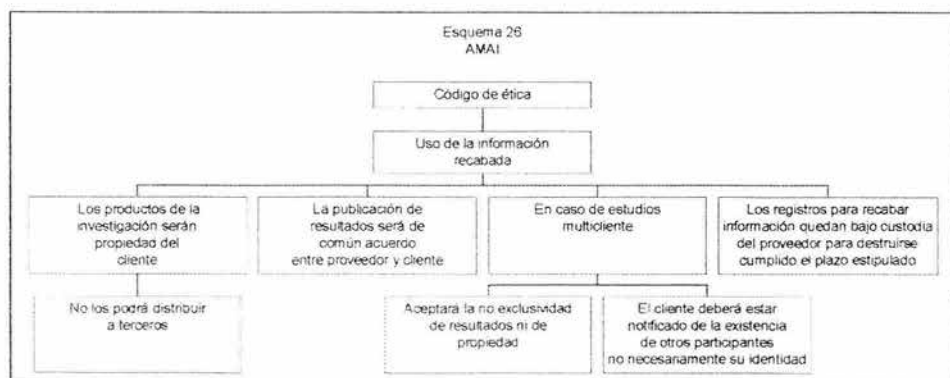 Esquema 26
AMAI
Código de ética
Uso de la información
recabada
Los productos de la
investigación serán
propiedad del
cliente
La publicación de
resultados será de
común acuerdo
entre proveedor y cliente
En caso de estudios
multicliente
Los registros para recabar
información quedan bajo custodia
del proveedor para destruirse
cumplido el plazo estipulado
No los podrá distribuir
a terceros
Aceptará la no exclusividad
de resultados ni de
propiedad
El cliente deberá estar
notificado de la existencia
de otros participantes
no necesariamente su identidad